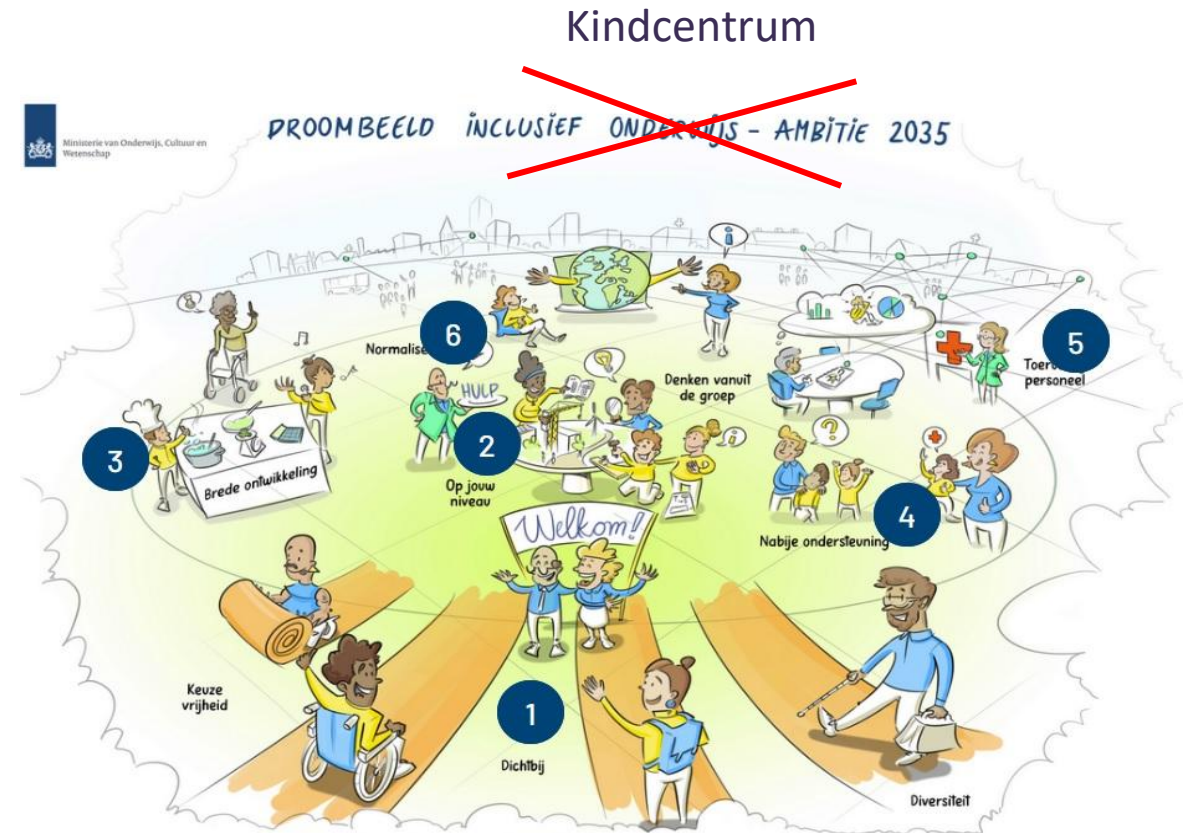 Kindcentrum
Ministerie van Onderwijs, Cultuur en
Wetenschap
DROOMBEELD INCLUSIEF ONDERWIJS - AMBITIE 2035
6
5
Denken vanuit
de groep
personeel
HULP
3
2
Brede ontwikkeling
Op jouw
niveau
4
Welkom!
Nabije ondersteuning
Keuze
vrijheid
1
Dichtbij
Diversiteit